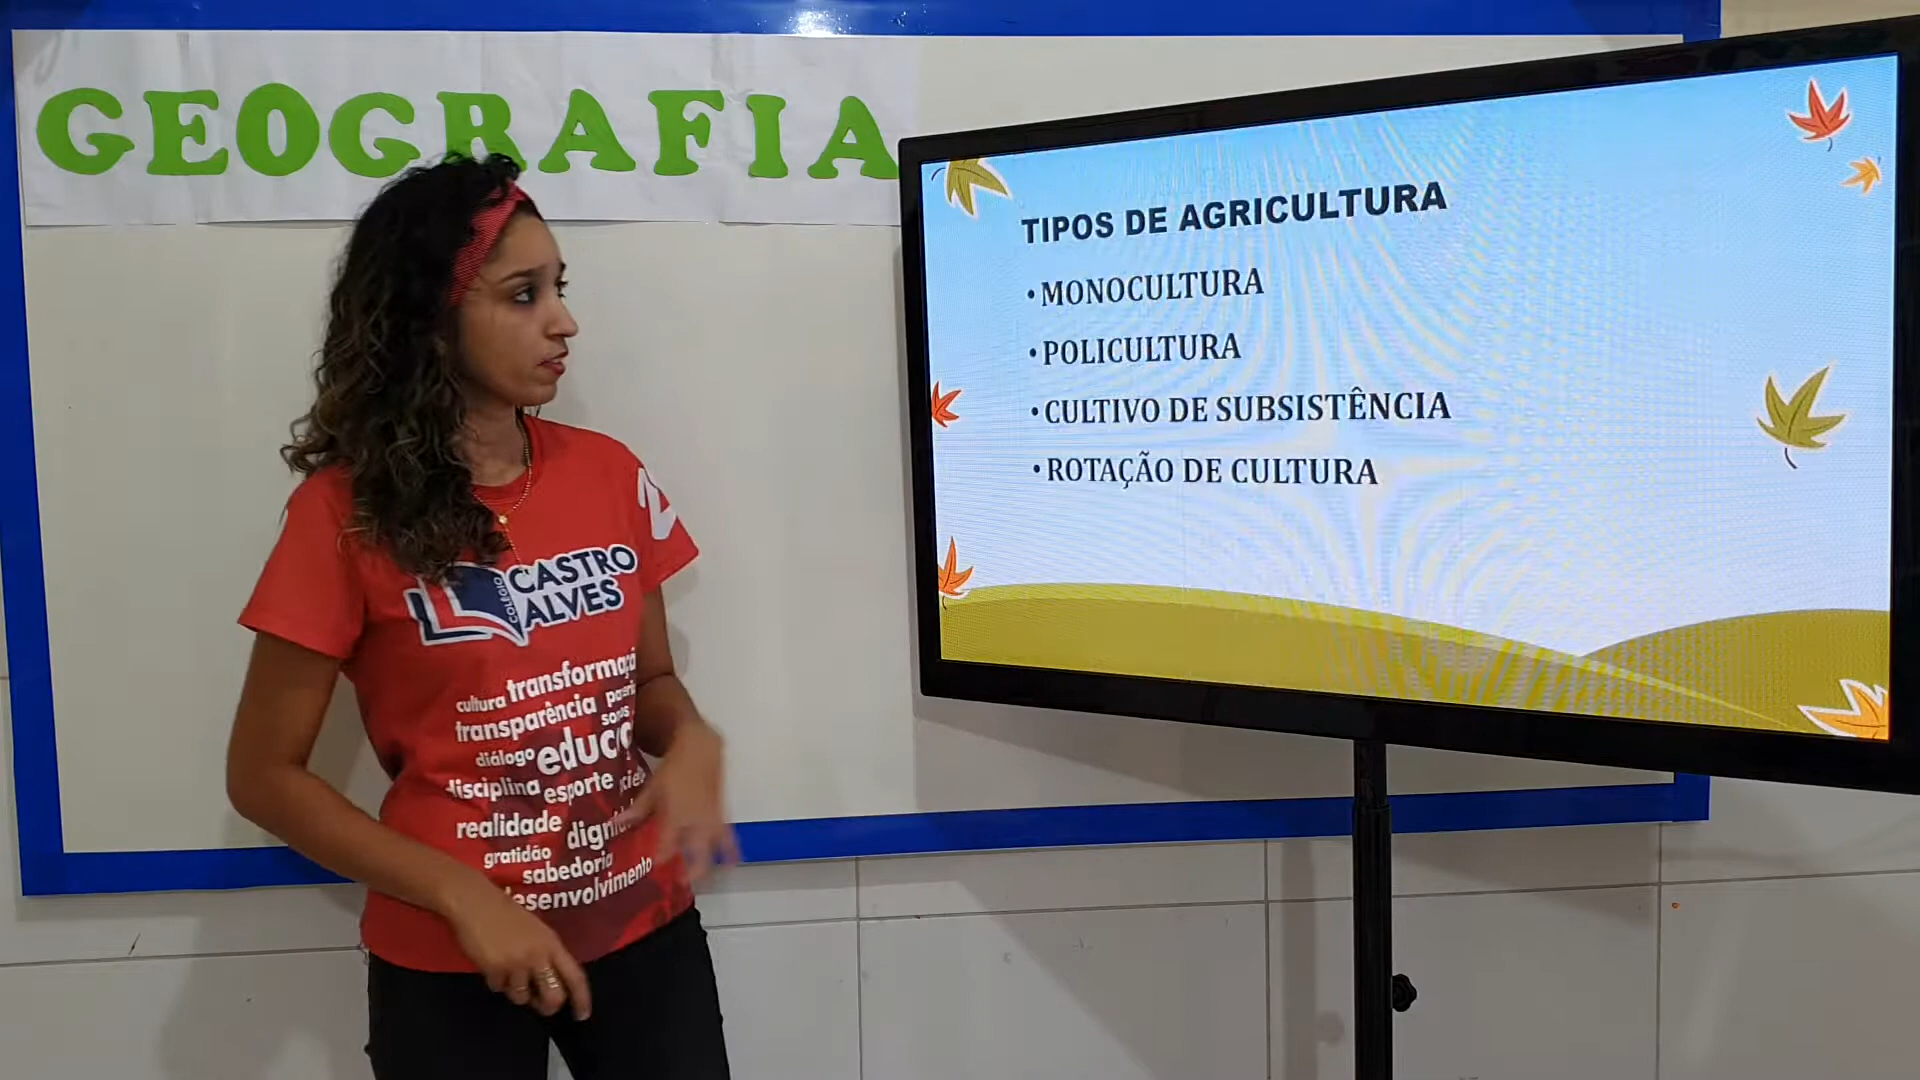 GEOGRAFIA
TIPOS DE AGRICULTURA
•MONOCULTURA
•POLICULTURA
•CULTIVO DE SUBSISTÊNCIA
•ROTAÇÃO DE CULTURA
COLÉGIO
CASTRO
ALVES
cultura
transparência
diálogo
esporte
realidade
gratidão
sabedoria